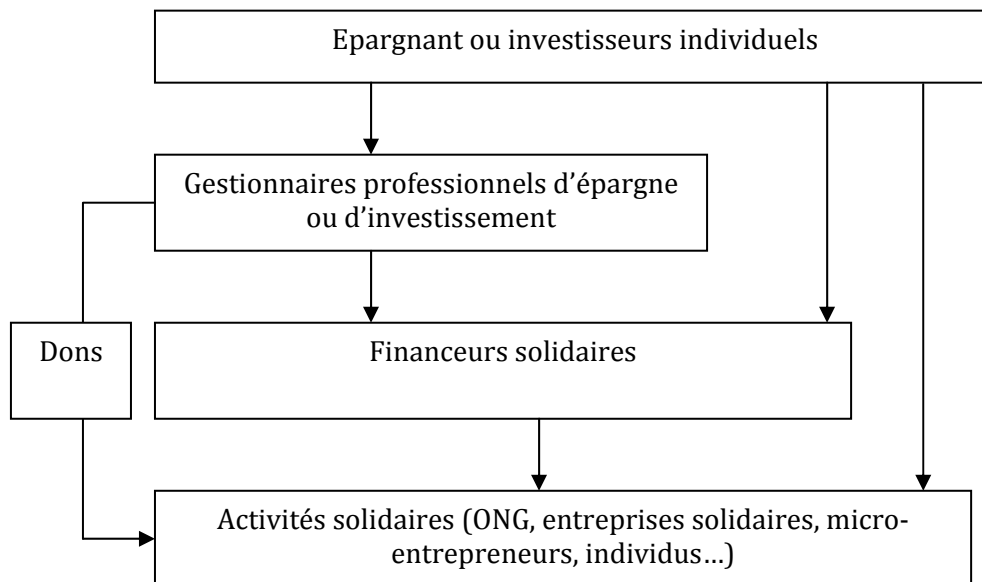 Epargnant ou investisseurs individuels
Gestionnaires professionnels d’épargne
ou d’investissement
Dons
Financeurs solidaires
Activités solidaires (ONG, entreprises solidaires, micro-
entrepreneurs, individus…)